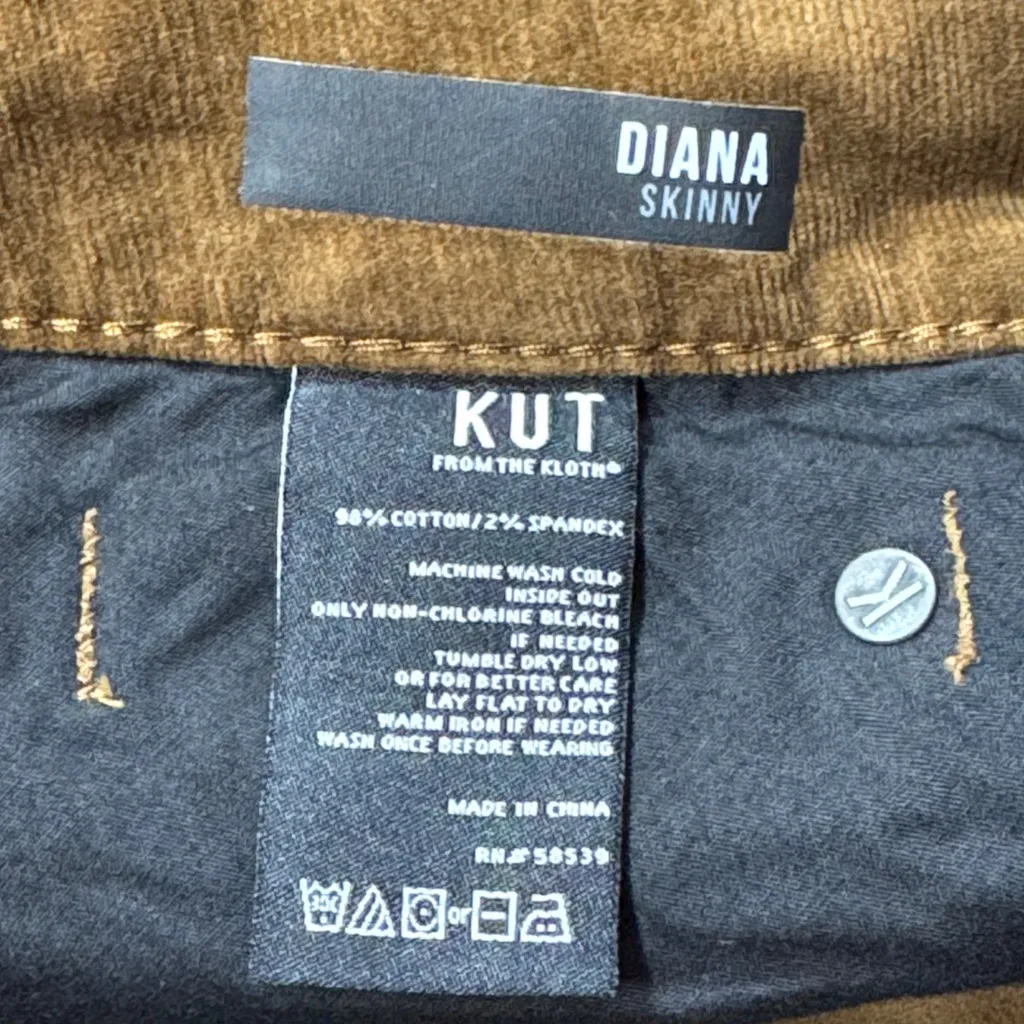 DIANA
SKINNY
KUT
FROM THE KLOTH®
98% COTTON/2% SPANDEX
MACHINE WASH COLD
INSIDE OUT
ONLY NON-CHLORINE BLEACH
IF NEEDED
TUMBLE DRY LOW
OR FOR BETTER CARE
LAY FLAT TO DRY
WARM IRON IF NEEDED
WASH ONCE BEFORE WEARING
MADE IN CHINA
RN# 58539
30C or
K